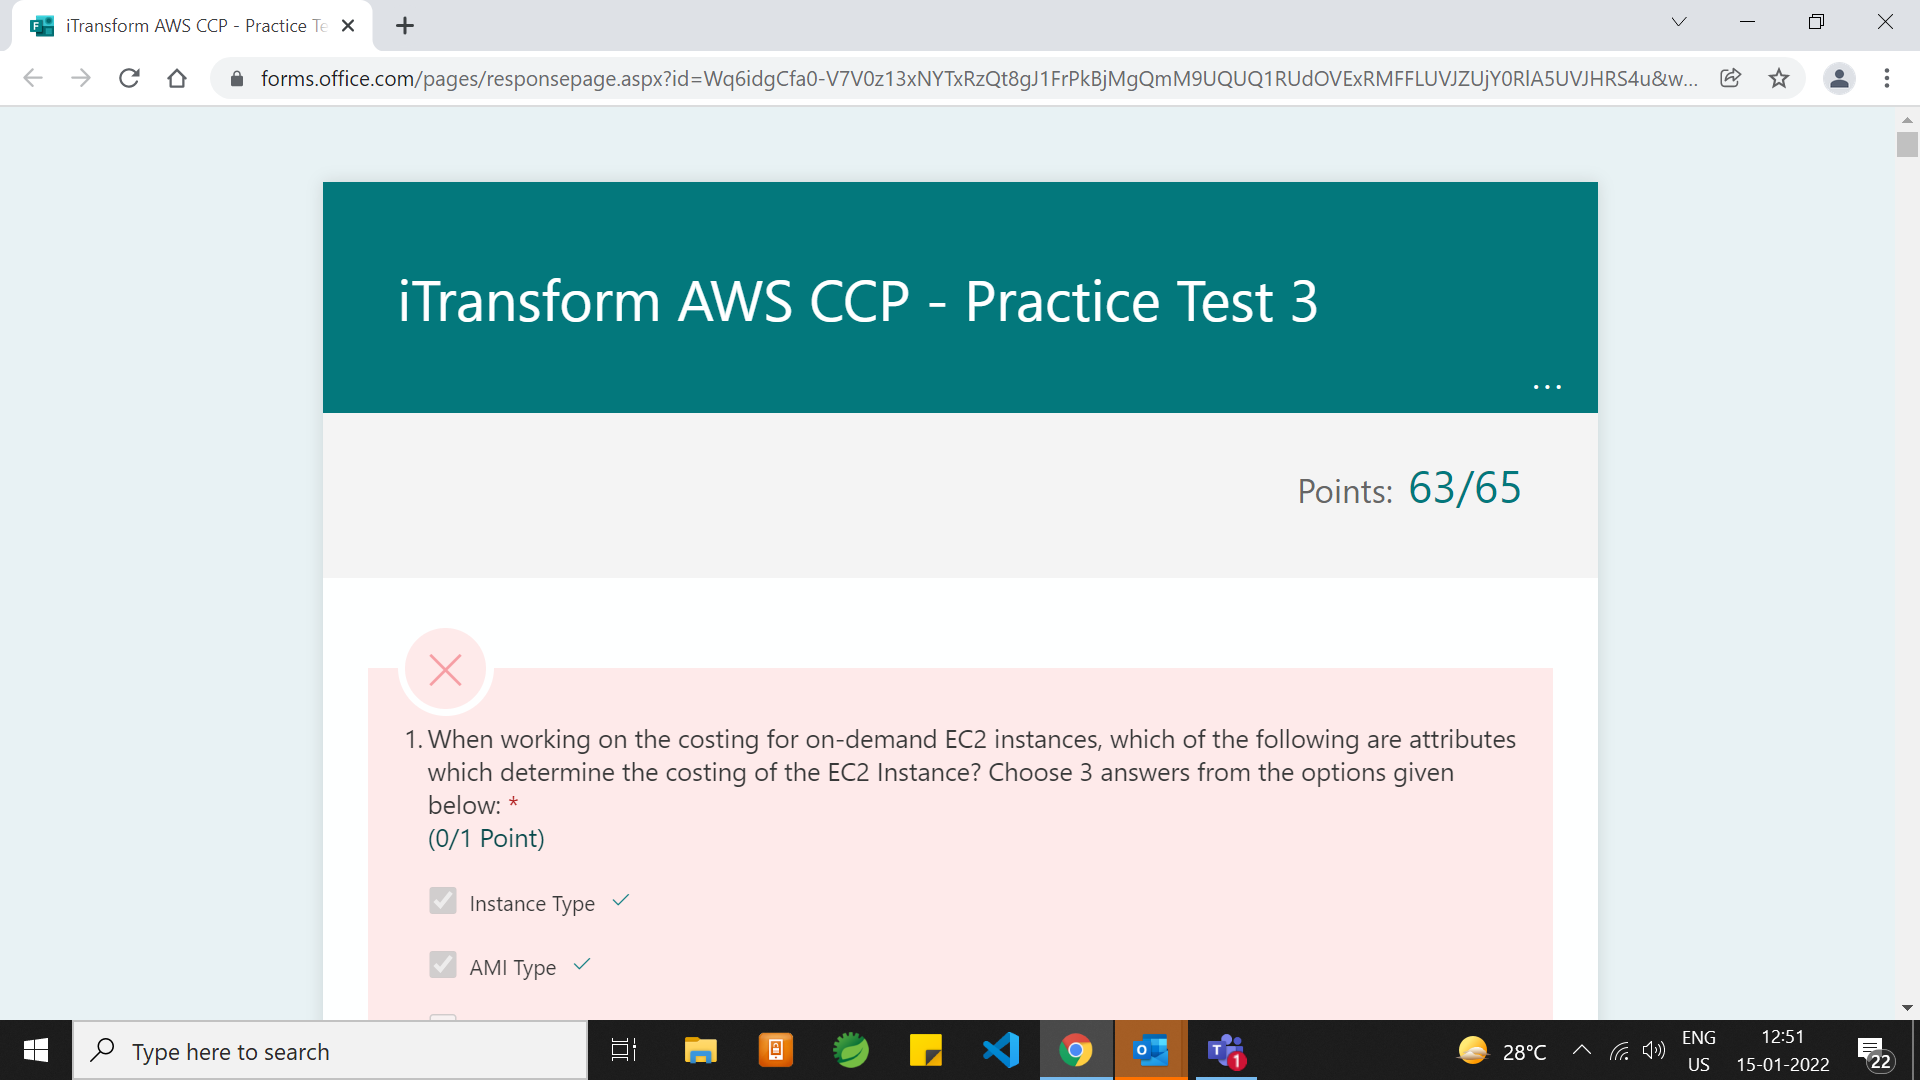 iTransform AWS CCP - Practice Te
forms.office.com/pages/responsepage.aspx?id=Wq6idgCfa0-V7V0z13xNYTxRzQt8gJ1FrPkBjMgQmM9UQUQ1RUdOVExRMFFLUVJZUjY0RlA5UVJHRS4u&w...
iTransform AWS CCP - Practice Test 3
...
Points: 63/65
1. When working on the costing for on-demand EC2 instances, which of the following are attributes
which determine the costing of the EC2 Instance? Choose 3 answers from the options given
below: *
(0/1 Point)
Instance Type
AMI Type
Type here to search
1
28°C
ENG
US
12:51
15-01-2022
22